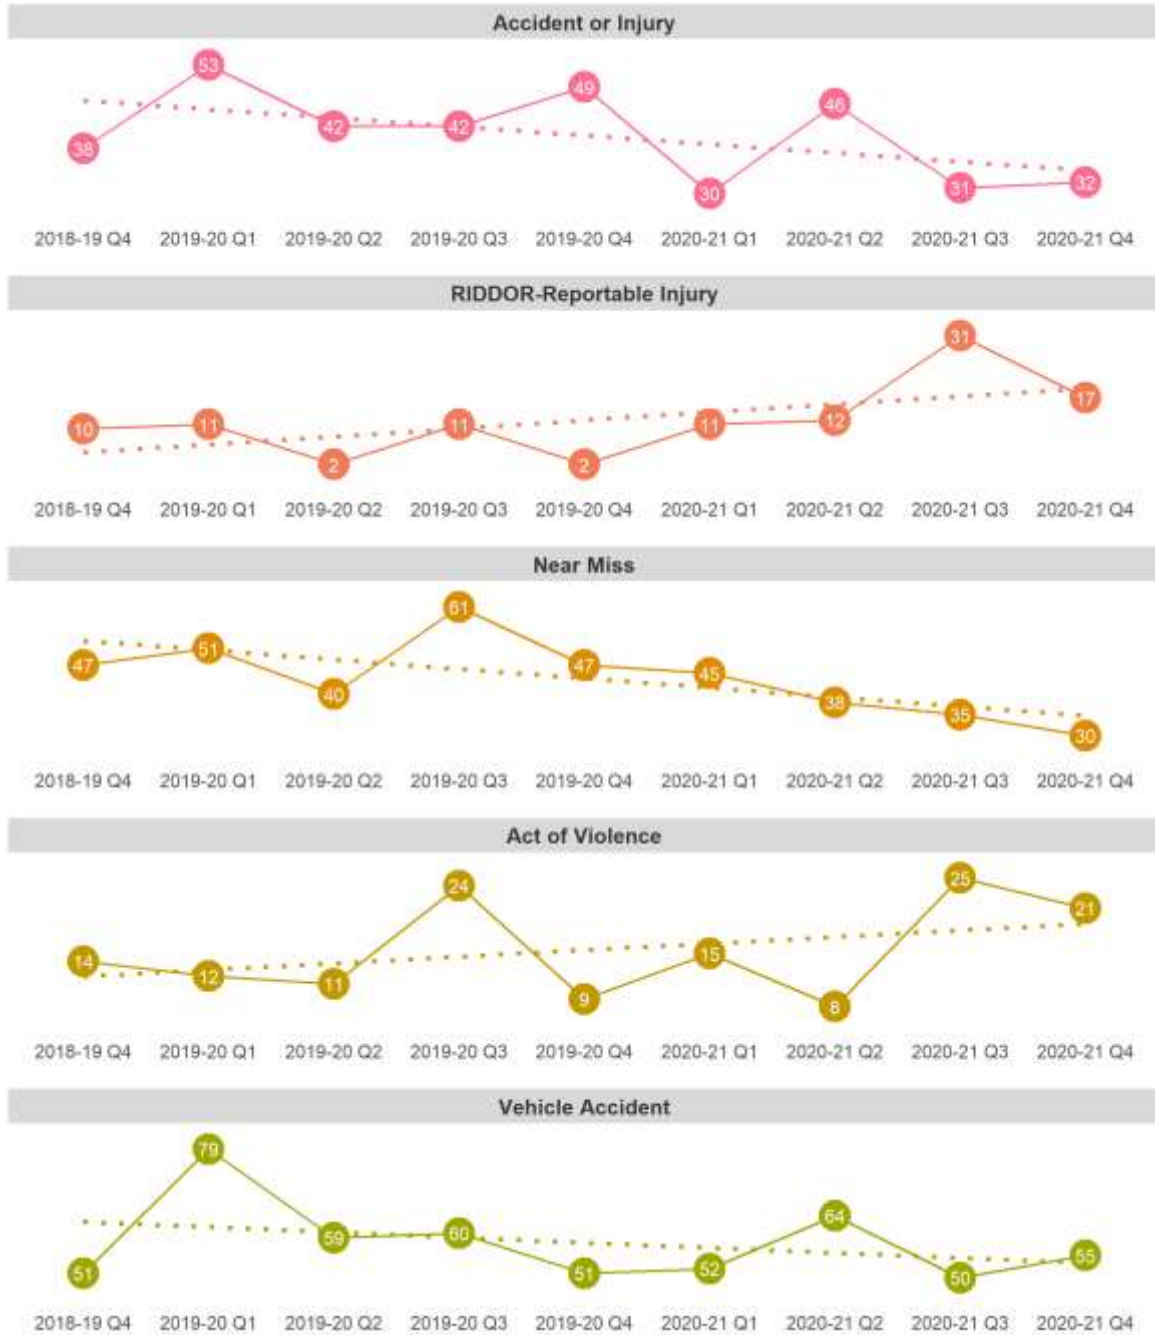 Accident or Injury
38 53 42 42 49 30 46 31 32
2018-19 Q4 2019-20 Q1 2019-20 Q2 2019-20 Q3 2019-20 Q4 2020-21 Q1 2020-21 Q2 2020-21 Q3 2020-21 Q4
RIDDOR-Reportable Injury
10 11 2 11 2 11 12 31 17
2018-19 Q4 2019-20 Q1 2019-20 Q2 2019-20 Q3 2019-20 Q4 2020-21 Q1 2020-21 Q2 2020-21 Q3 2020-21 Q4
Near Miss
47 51 40 61 47 45 38 35 30
2018-19 Q4 2019-20 Q1 2019-20 Q2 2019-20 Q3 2019-20 Q4 2020-21 Q1 2020-21 Q2 2020-21 Q3 2020-21 Q4
Act of Violence
14 12 11 24 9 15 8 25 21
2018-19 Q4 2019-20 Q1 2019-20 Q2 2019-20 Q3 2019-20 Q4 2020-21 Q1 2020-21 Q2 2020-21 Q3 2020-21 Q4
Vehicle Accident
51 79 59 60 51 52 64 50 55
2018-19 Q4 2019-20 Q1 2019-20 Q2 2019-20 Q3 2019-20 Q4 2020-21 Q1 2020-21 Q2 2020-21 Q3 2020-21 Q4